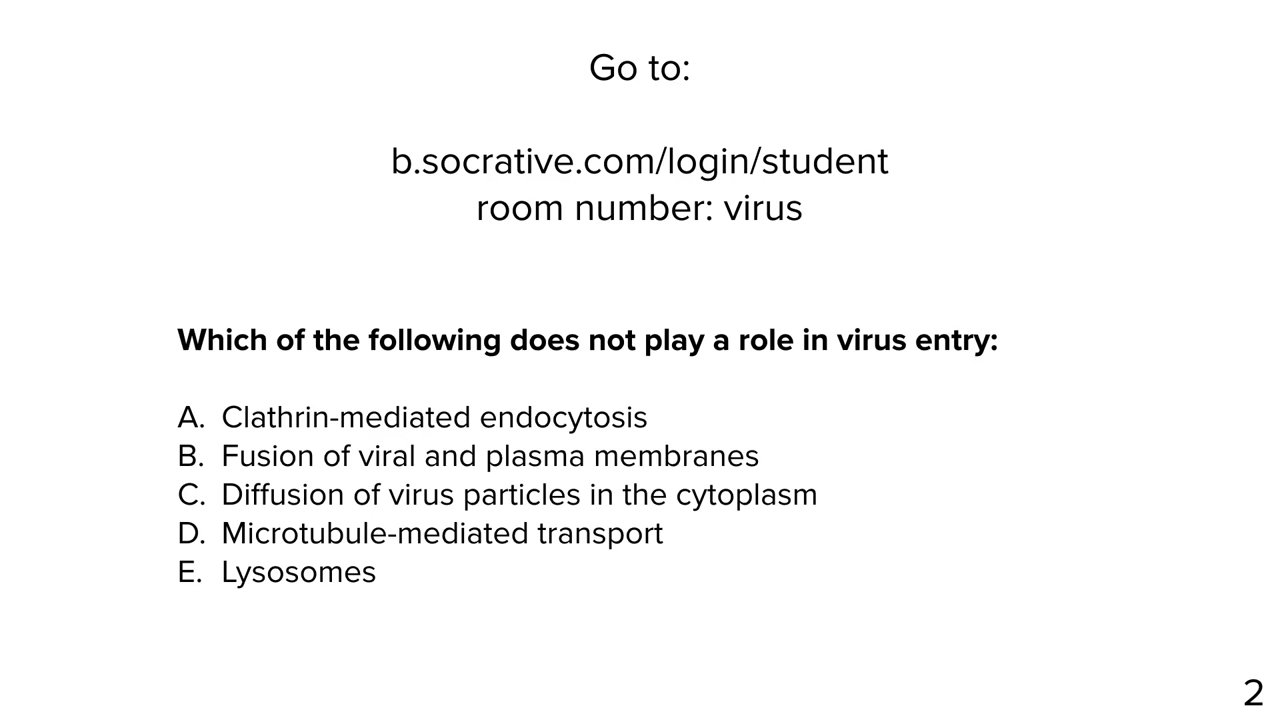 Go to:
b.socrative.com/login/student
room number: virus
Which of the following does not play a role in virus entry:
A. Clathrin-mediated endocytosis
B. Fusion of viral and plasma membranes
C. Diffusion of virus particles in the cytoplasm
D. Microtubule-mediated transport
E. Lysosomes
2